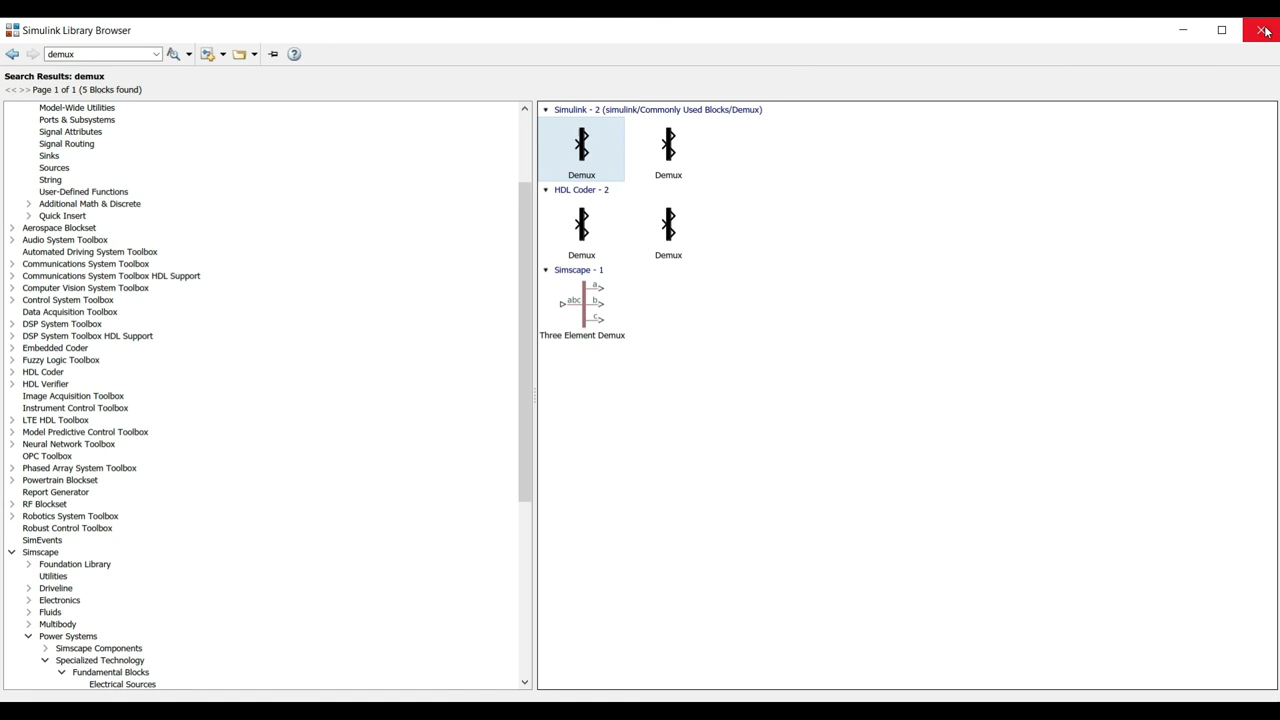 Simulink Library Browser
demux
Search Results: demux
<< >> Page 1 of 1 (5 Blocks found)
Model-Wide Utilities
Ports & Subsystems
Signal Attributes
Signal Routing
Sinks
Sources
String
User-Defined Functions
Additional Math & Discrete
Quick Insert
Aerospace Blockset
Audio System Toolbox
Automated Driving System Toolbox
Communications System Toolbox
Communications System Toolbox HDL Support
Computer Vision System Toolbox
Control System Toolbox
Data Acquisition Toolbox
DSP System Toolbox
DSP System Toolbox HDL Support
Embedded Coder
Fuzzy Logic Toolbox
HDL Coder
HDL Verifier
Image Acquisition Toolbox
Instrument Control Toolbox
LTE HDL Toolbox
Model Predictive Control Toolbox
Neural Network Toolbox
OPC Toolbox
Phased Array System Toolbox
Powertrain Blockset
Report Generator
RF Blockset
Robotics System Toolbox
Robust Control Toolbox
SimEvents
Simscape
Foundation Library
Utilities
Driveline
Electronics
Fluids
Multibody
Power Systems
Simscape Components
Specialized Technology
Fundamental Blocks
Electrical Sources
Simulink - 2 (simulink/Commonly Used Blocks/Demux)
Demux Demux
HDL Coder - 2
Demux Demux
Simscape - 1
a
abc b
c
Three Element Demux